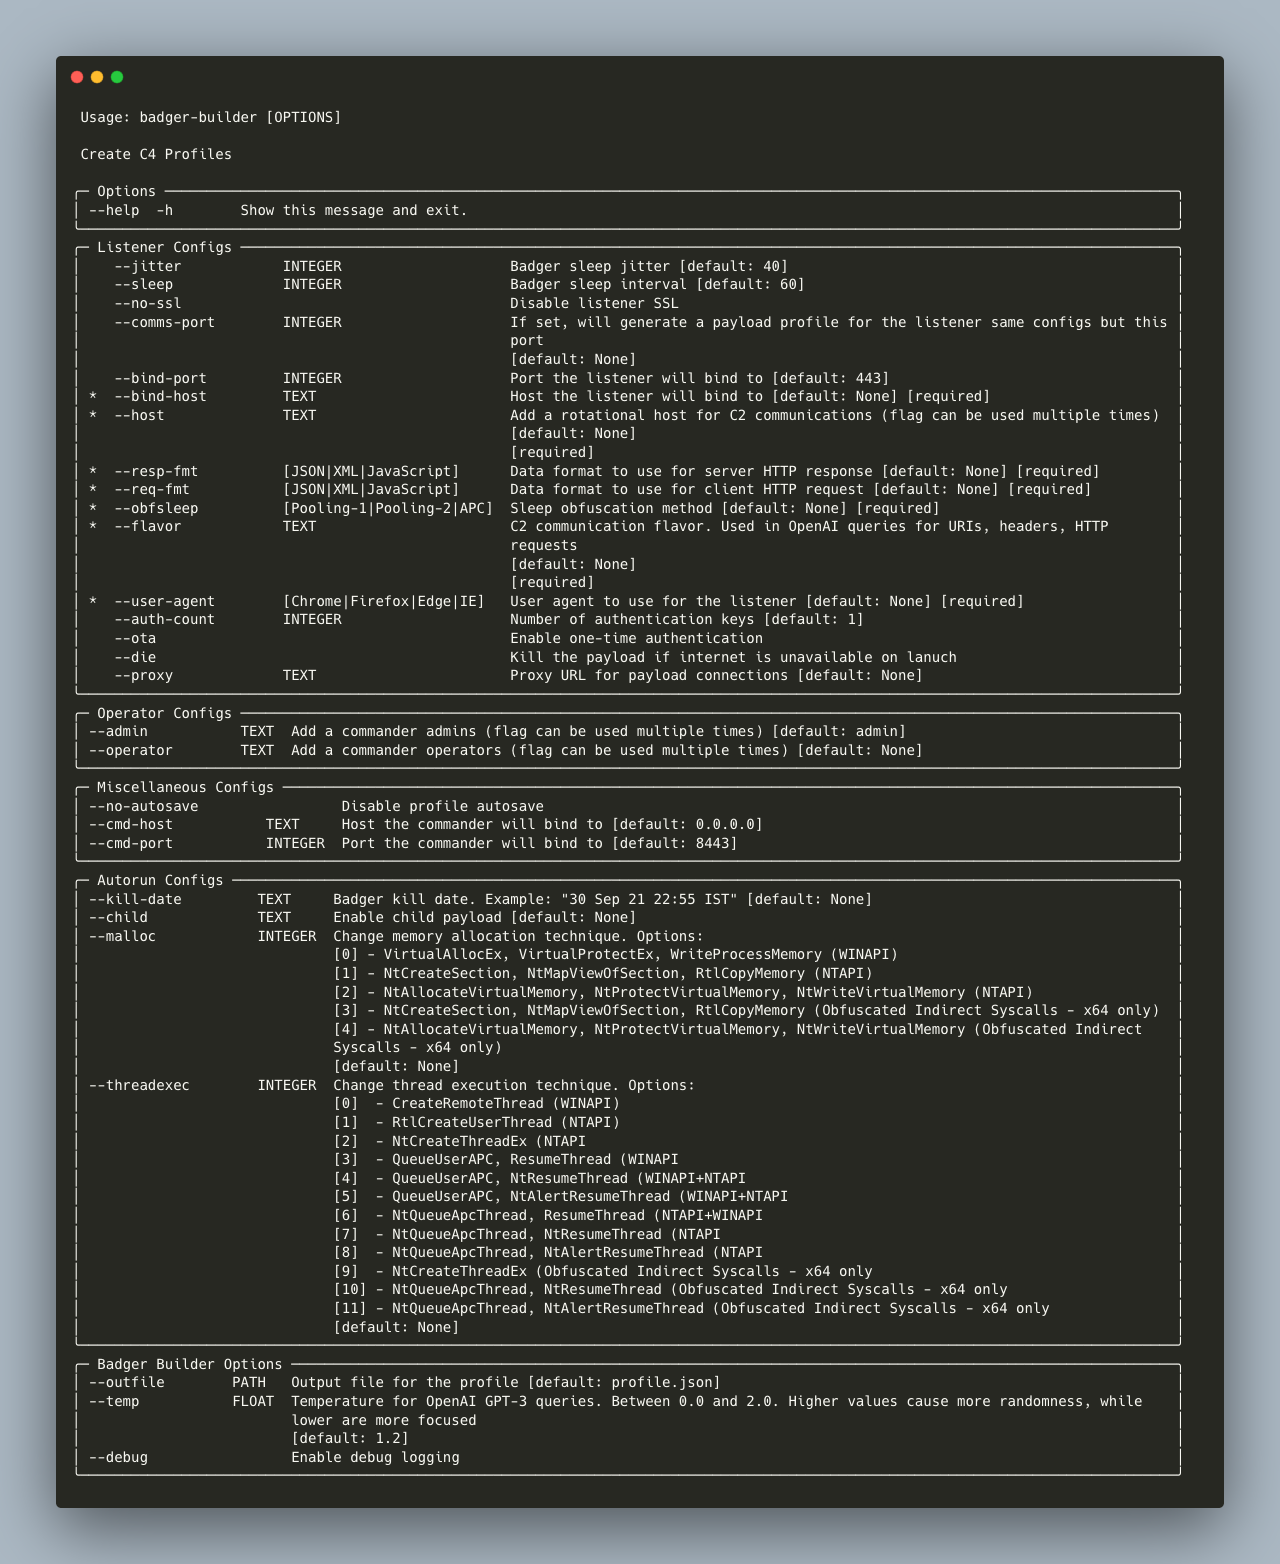 Usage: badger-builder [OPTIONS]
Create C4 Profiles
Options
--help  -h        Show this message and exit.
Listener Configs
--jitter            INTEGER                    Badger sleep jitter [default: 40]
--sleep             INTEGER                    Badger sleep interval [default: 60]
--no-ssl                                       Disable listener SSL
--comms-port        INTEGER                    If set, will generate a payload profile for the listener same configs but this
port
[default: None]
--bind-port         INTEGER                    Port the listener will bind to [default: 443]
*  --bind-host         TEXT                       Host the listener will bind to [default: None] [required]
*  --host              TEXT                       Add a rotational host for C2 communications (flag can be used multiple times)
[default: None]
[required]
*  --resp-fmt          [JSON|XML|JavaScript]      Data format to use for server HTTP response [default: None] [required]
*  --req-fmt           [JSON|XML|JavaScript]      Data format to use for client HTTP request [default: None] [required]
*  --obfsleep          [Pooling-1|Pooling-2|APC]  Sleep obfuscation method [default: None] [required]
*  --flavor            TEXT                       C2 communication flavor. Used in OpenAI queries for URIs, headers, HTTP
requests
[default: None]
[required]
*  --user-agent        [Chrome|Firefox|Edge|IE]   User agent to use for the listener [default: None] [required]
--auth-count        INTEGER                    Number of authentication keys [default: 1]
--ota                                          Enable one-time authentication
--die                                          Kill the payload if internet is unavailable on lanuch
--proxy             TEXT                       Proxy URL for payload connections [default: None]
Operator Configs
--admin           TEXT  Add a commander admins (flag can be used multiple times) [default: admin]
--operator        TEXT  Add a commander operators (flag can be used multiple times) [default: None]
Miscellaneous Configs
--no-autosave                 Disable profile autosave
--cmd-host           TEXT     Host the commander will bind to [default: 0.0.0.0]
--cmd-port           INTEGER  Port the commander will bind to [default: 8443]
Autorun Configs
--kill-date         TEXT     Badger kill date. Example: "30 Sep 21 22:55 IST" [default: None]
--child             TEXT     Enable child payload [default: None]
--malloc            INTEGER  Change memory allocation technique. Options:
[0] - VirtualAllocEx, VirtualProtectEx, WriteProcessMemory (WINAPI)
[1] - NtCreateSection, NtMapViewOfSection, RtlCopyMemory (NTAPI)
[2] - NtAllocateVirtualMemory, NtProtectVirtualMemory, NtWriteVirtualMemory (NTAPI)
[3] - NtCreateSection, NtMapViewOfSection, RtlCopyMemory (Obfuscated Indirect Syscalls - x64 only)
[4] - NtAllocateVirtualMemory, NtProtectVirtualMemory, NtWriteVirtualMemory (Obfuscated Indirect
Syscalls - x64 only)
[default: None]
--threadexec        INTEGER  Change thread execution technique. Options:
[0]  - CreateRemoteThread (WINAPI)
[1]  - RtlCreateUserThread (NTAPI)
[2]  - NtCreateThreadEx (NTAPI
[3]  - QueueUserAPC, ResumeThread (WINAPI
[4]  - QueueUserAPC, NtResumeThread (WINAPI+NTAPI
[5]  - QueueUserAPC, NtAlertResumeThread (WINAPI+NTAPI
[6]  - NtQueueApcThread, ResumeThread (NTAPI+WINAPI
[7]  - NtQueueApcThread, NtResumeThread (NTAPI
[8]  - NtQueueApcThread, NtAlertResumeThread (NTAPI
[9]  - NtCreateThreadEx (Obfuscated Indirect Syscalls - x64 only
[10] - NtQueueApcThread, NtResumeThread (Obfuscated Indirect Syscalls - x64 only
[11] - NtQueueApcThread, NtAlertResumeThread (Obfuscated Indirect Syscalls - x64 only
[default: None]
Badger Builder Options
--outfile        PATH   Output file for the profile [default: profile.json]
--temp           FLOAT  Temperature for OpenAI GPT-3 queries. Between 0.0 and 2.0. Higher values cause more randomness, while
lower are more focused
[default: 1.2]
--debug                 Enable debug logging